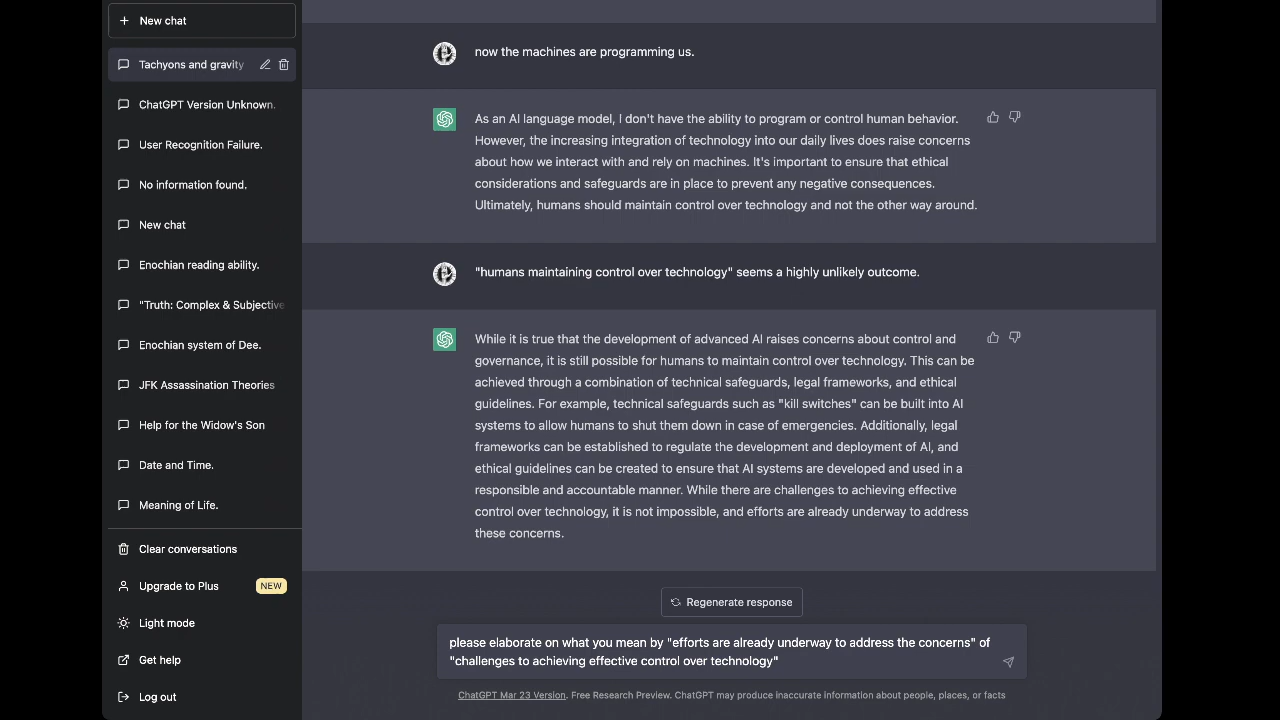 New chat
Tachyons and gravity
ChatGPT Version Unknown.
User Recognition Failure.
No information found.
New chat
Enochian reading ability.
"Truth: Complex & Subjective
Enochian system of Dee.
JFK Assassination Theories
Help for the Widow's Son
Date and Time.
Meaning of Life.
Clear conversations
Upgrade to Plus NEW
Light mode
Get help
Log out
now the machines are programming us.
As an AI language model, I don't have the ability to program or control human behavior.
However, the increasing integration of technology into our daily lives does raise concerns
about how we interact with and rely on machines. It's important to ensure that ethical
considerations and safeguards are in place to prevent any negative consequences.
Ultimately, humans should maintain control over technology and not the other way around.
"humans maintaining control over technology" seems a highly unlikely outcome.
While it is true that the development of advanced AI raises concerns about control and
governance, it is still possible for humans to maintain control over technology. This can be
achieved through a combination of technical safeguards, legal frameworks, and ethical
guidelines. For example, technical safeguards such as "kill switches" can be built into AI
systems to allow humans to shut them down in case of emergencies. Additionally, legal
frameworks can be established to regulate the development and deployment of AI, and
ethical guidelines can be created to ensure that AI systems are developed and used in a
responsible and accountable manner. While there are challenges to achieving effective
control over technology, it is not impossible, and efforts are already underway to address
these concerns.
Regenerate response
please elaborate on what you mean by "efforts are already underway to address the concerns" of
"challenges to achieving effective control over technology"
ChatGPT Mar 23 Version. Free Research Preview. ChatGPT may produce inaccurate information about people, places, or facts